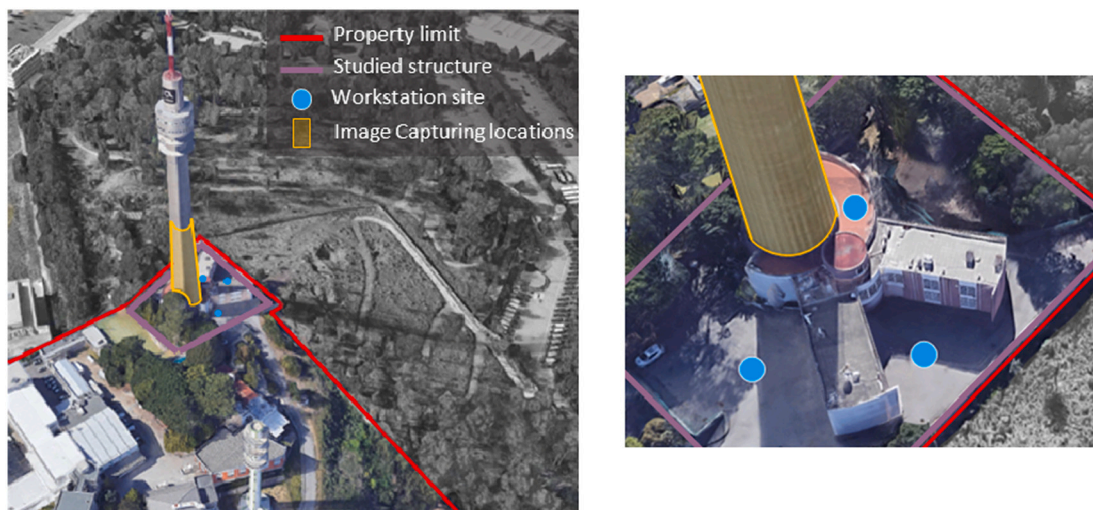 Property limit
Studied structure
Workstation site
Image Capturing locations